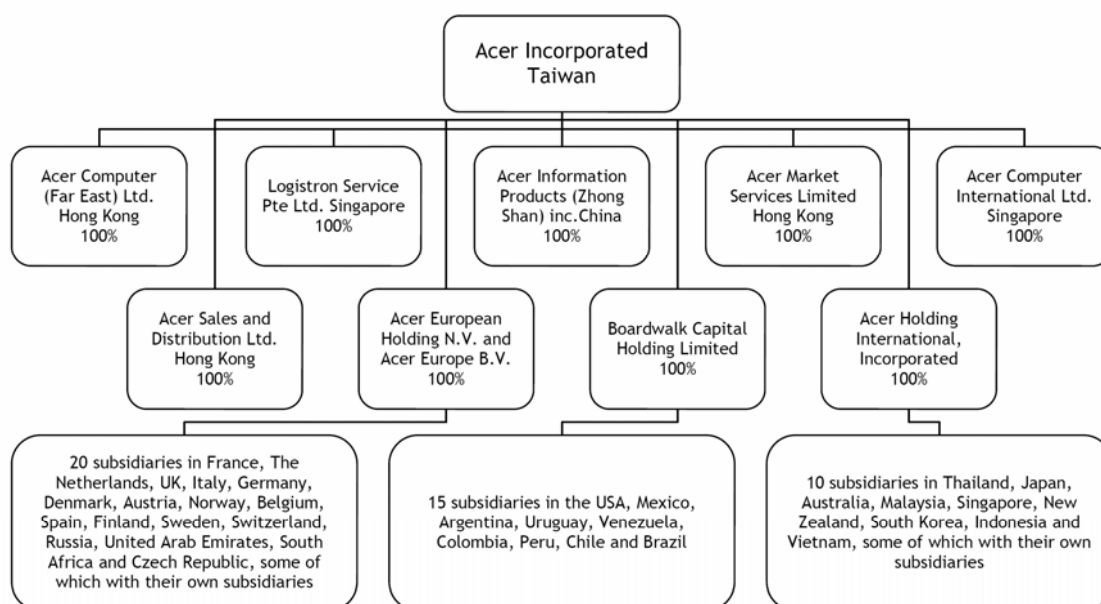 Acer Incorporated
Taiwan
Acer Computer
(Far East) Ltd.
Hong Kong
100%
Logistron Service
Pte Ltd. Singapore
100%
Acer Information
Products (Zhong
Shan) inc.China
100%
Acer Market
Services Limited
Hong Kong
100%
Acer Computer
International Ltd.
Singapore
100%
Acer Sales and
Distribution Ltd.
Hong Kong
100%
Acer European
Holding N.V. and
Acer Europe B.V.
100%
Boardwalk Capital
Holding Limited
100%
Acer Holding
International,
Incorporated
100%
20 subsidiaries in France, The
Netherlands, UK, Italy, Germany,
Denmark, Austria, Norway, Belgium,
Spain, Finland, Sweden, Switzerland,
Russia, United Arab Emirates, South
Africa and Czech Republic, some of
which with their own subsidiaries
15 subsidiaries in the USA, Mexico,
Argentina, Uruguay, Venezuela,
Colombia, Peru, Chile and Brazil
10 subsidiaries in Thailand, Japan,
Australia, Malaysia, Singapore, New
Zealand, South Korea, Indonesia and
Vietnam, some of which with their own
subsidiaries